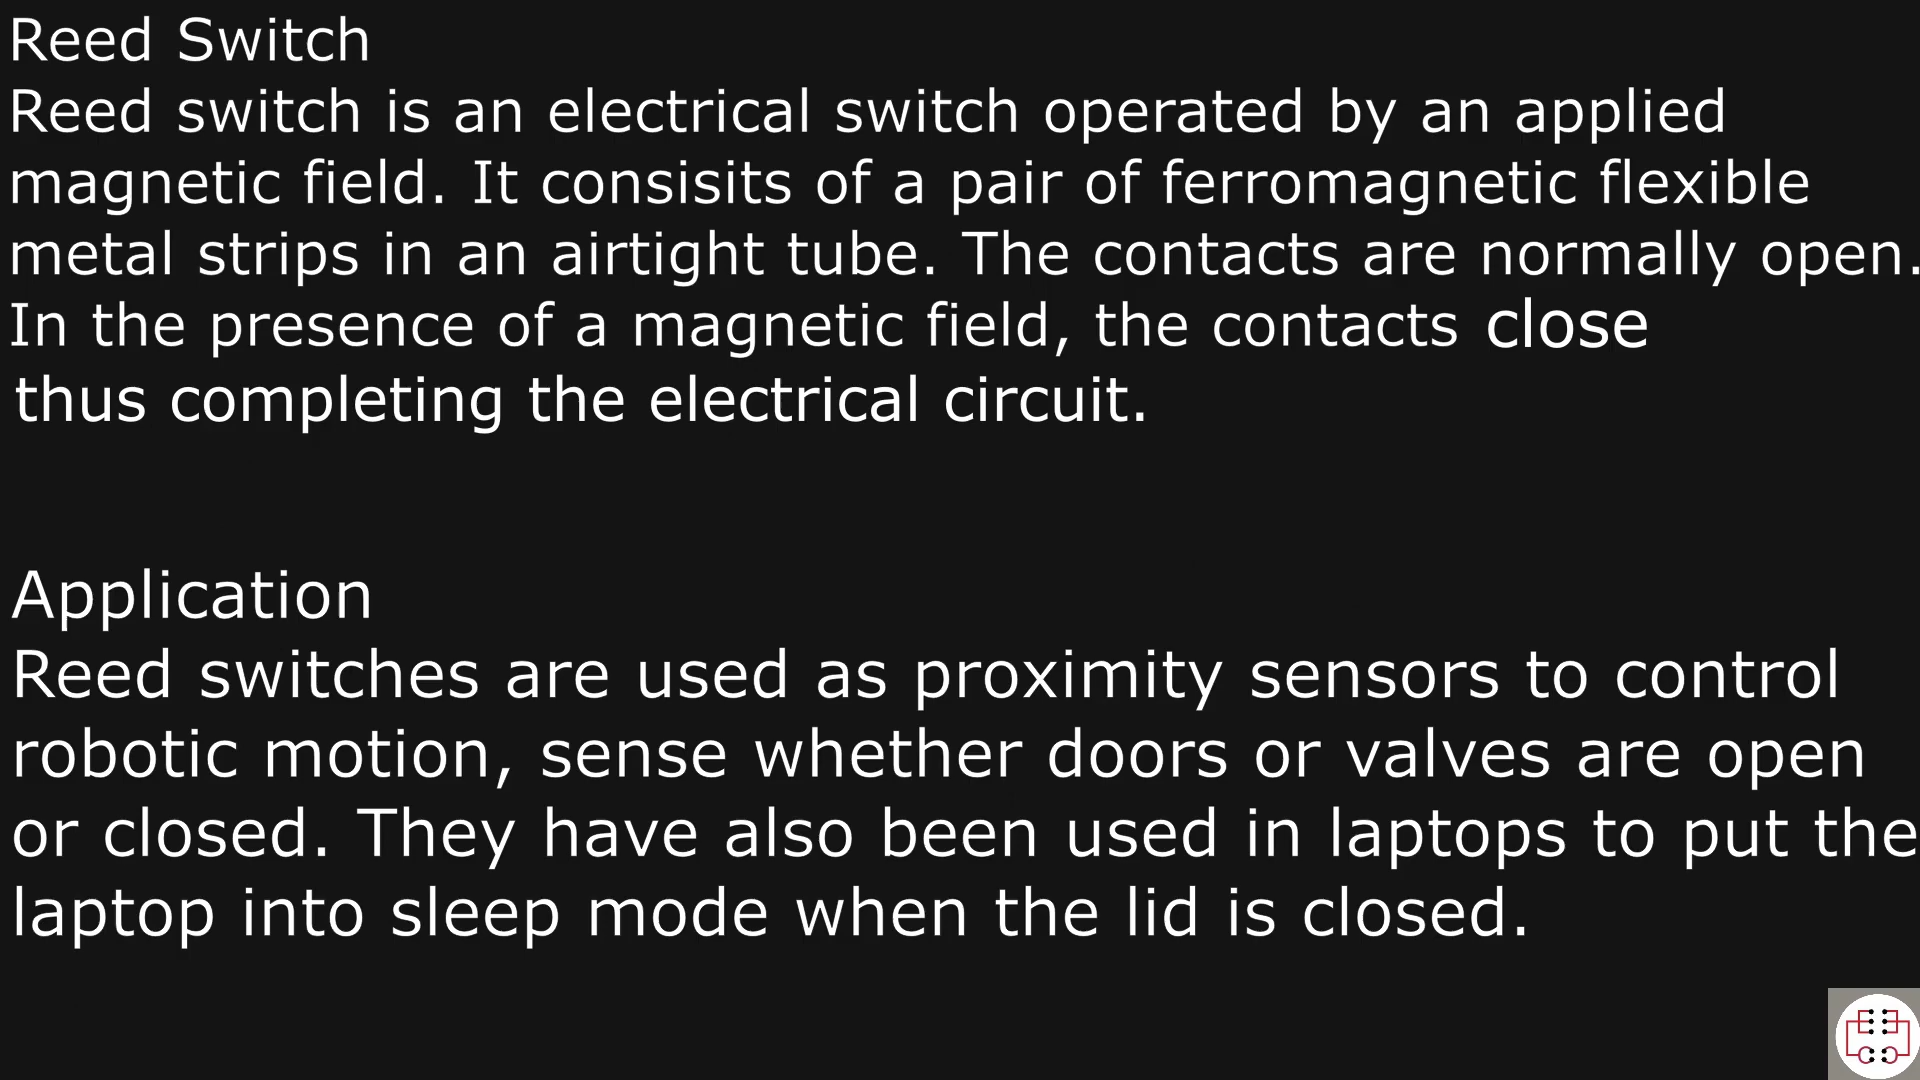 Reed Switch
Reed switch is an electrical switch operated by an applied
magnetic field. It consisits of a pair of ferromagnetic flexible
metal strips in an airtight tube. The contacts are normally open.
In the presence of a magnetic field, the contacts close
thus completing the electrical circuit.
Application
Reed switches are used as proximity sensors to control
robotic motion, sense whether doors or valves are open
or closed. They have also been used in laptops to put the
laptop into sleep mode when the lid is closed.